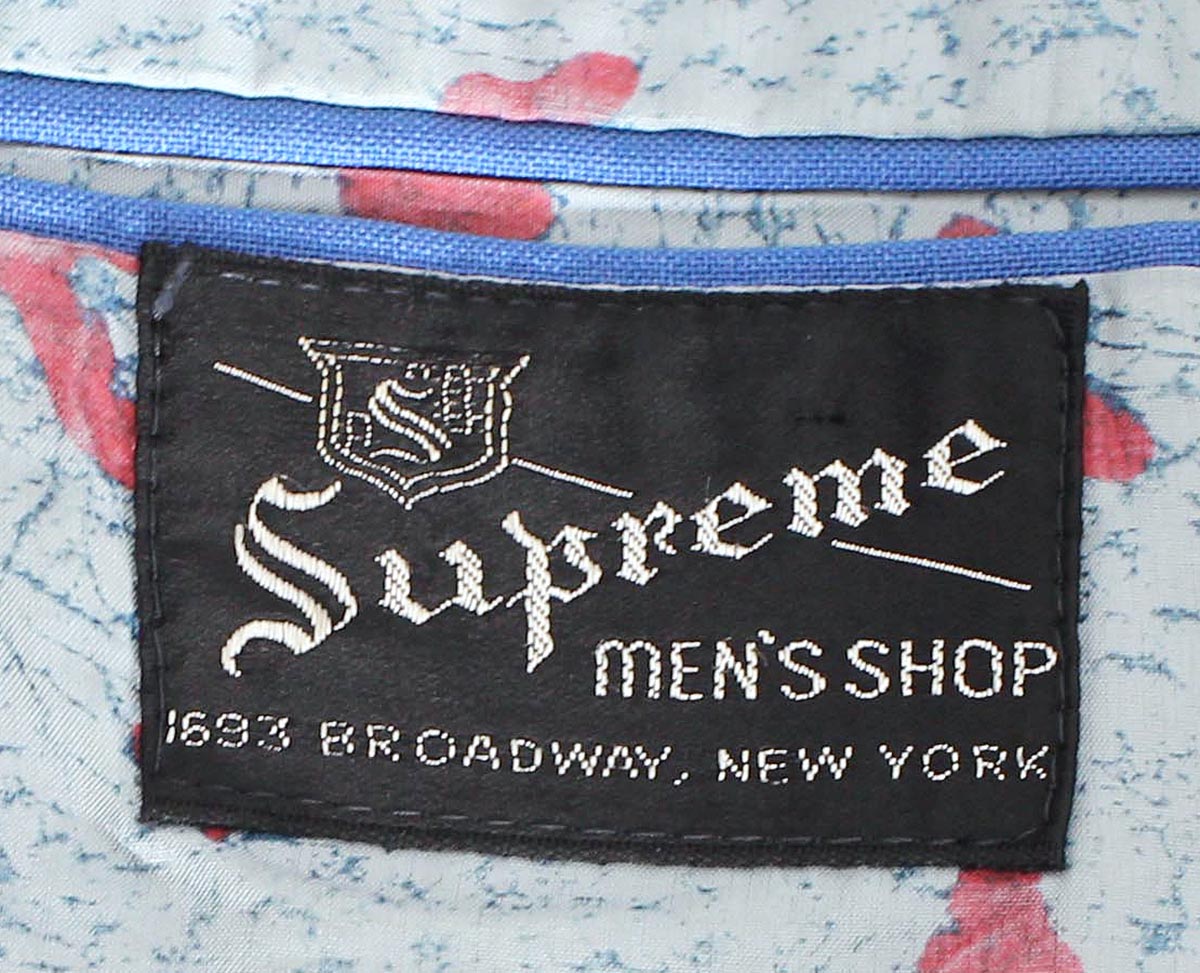 S
Supreme
MEN'S SHOP
1693 BROADWAY, NEW YORK